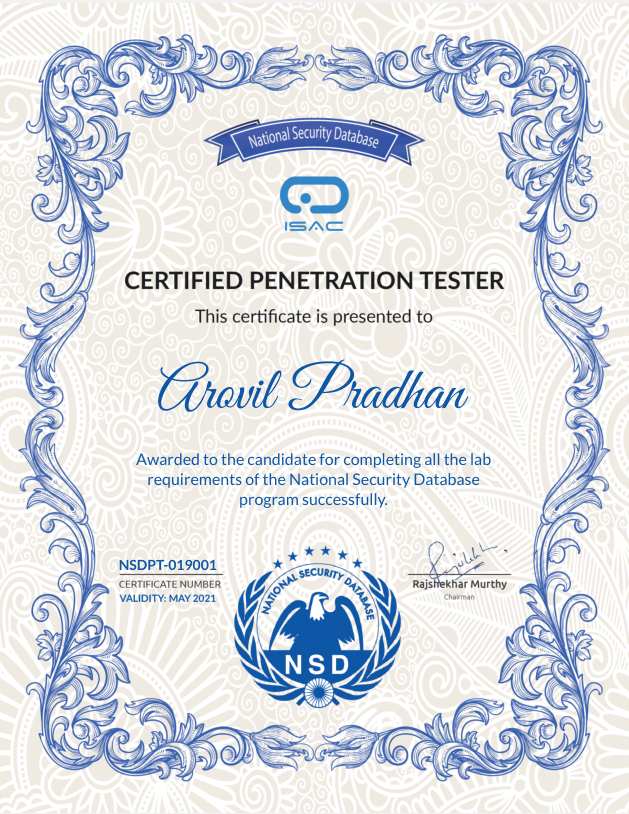 National Security Database
ISAC
CERTIFIED PENETRATION TESTER
This certificate is presented to
Arovil Pradhan
Awarded to the candidate for completing all the lab
requirements of the National Security Database
program successfully.
NSDPT-019001
CERTIFICATE NUMBER
VALIDITY: MAY 2021
NATIONAL SECURITY DATABASE
NSD
Rajshekhar Murthy
Chairman